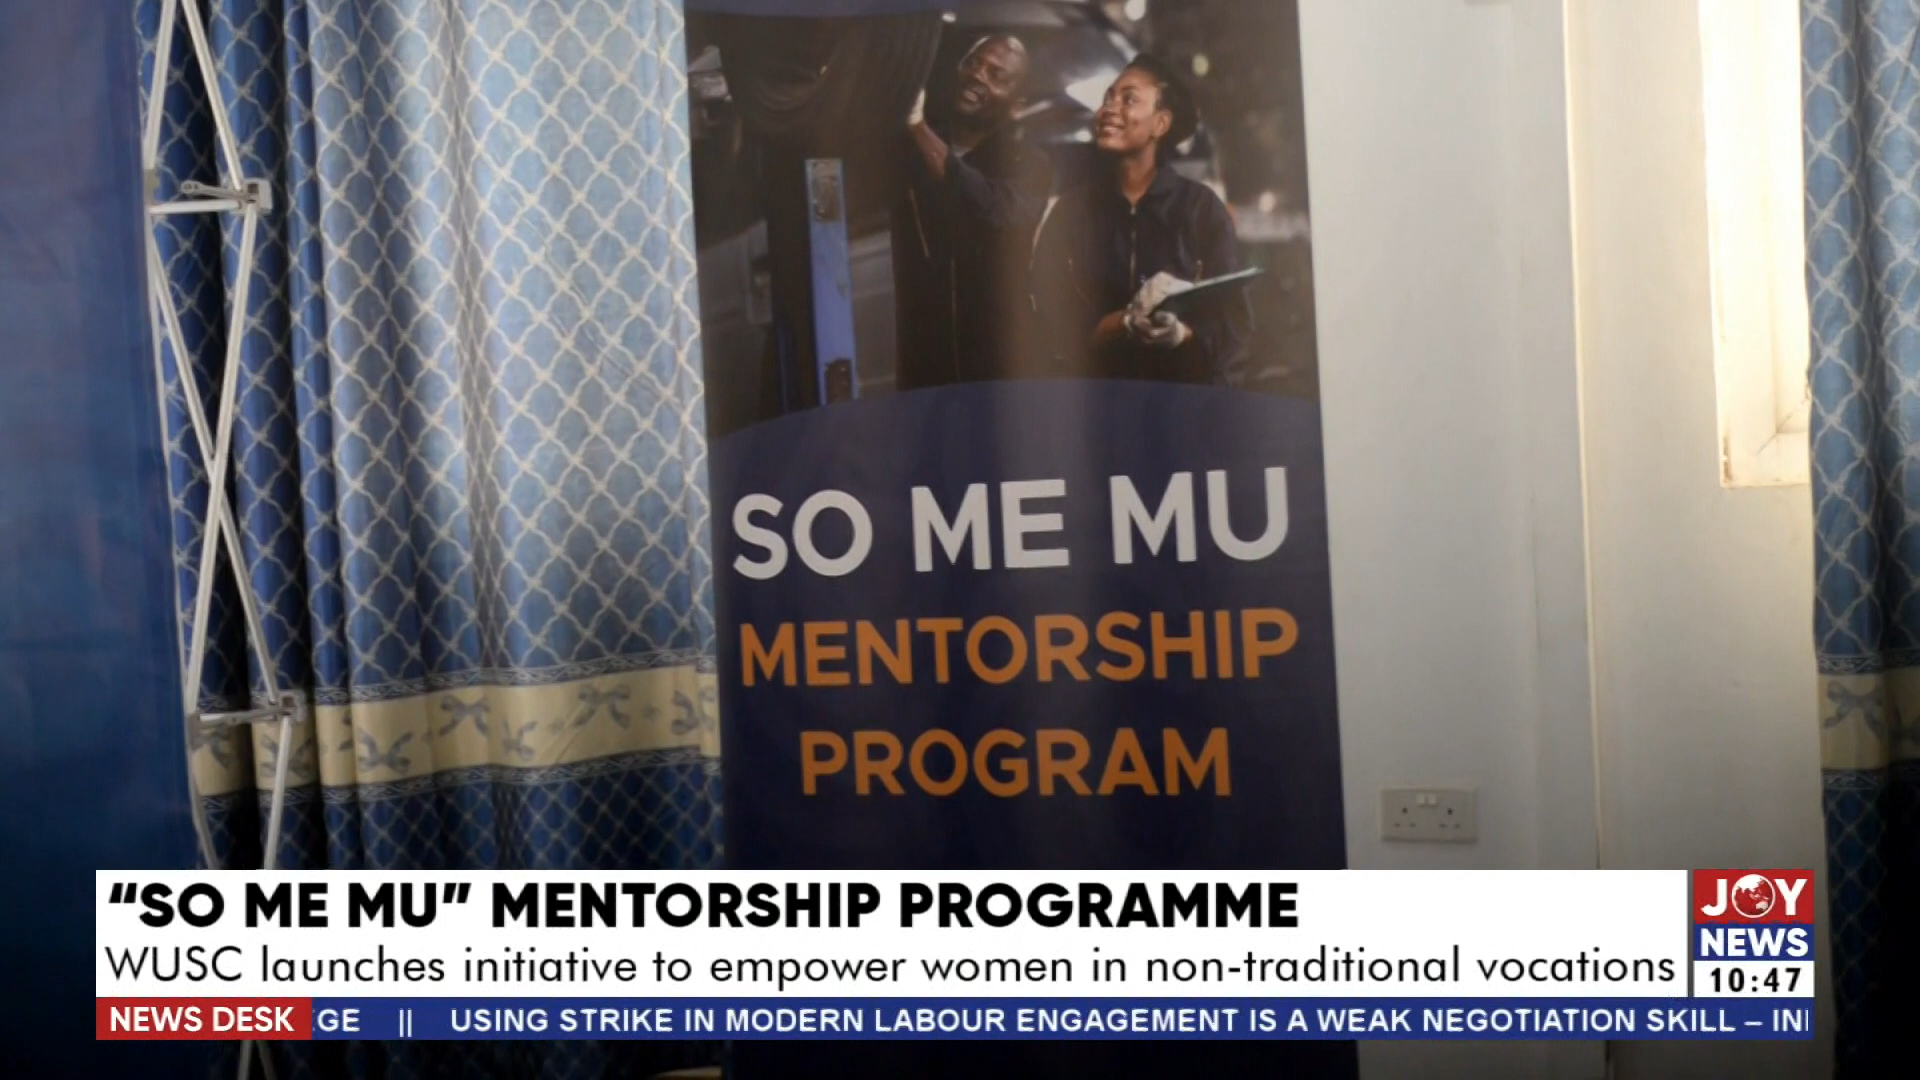 SO ME MU
MENTORSHIP
PROGRAM
“SO ME MU” MENTORSHIP PROGRAMME
WUSC launches initiative to empower women in non-traditional vocations
JOY
NEWS
10:47
NEWS DESK
GE || USING STRIKE IN MODERN LABOUR ENGAGEMENT IS A WEAK NEGOTIATION SKILL –